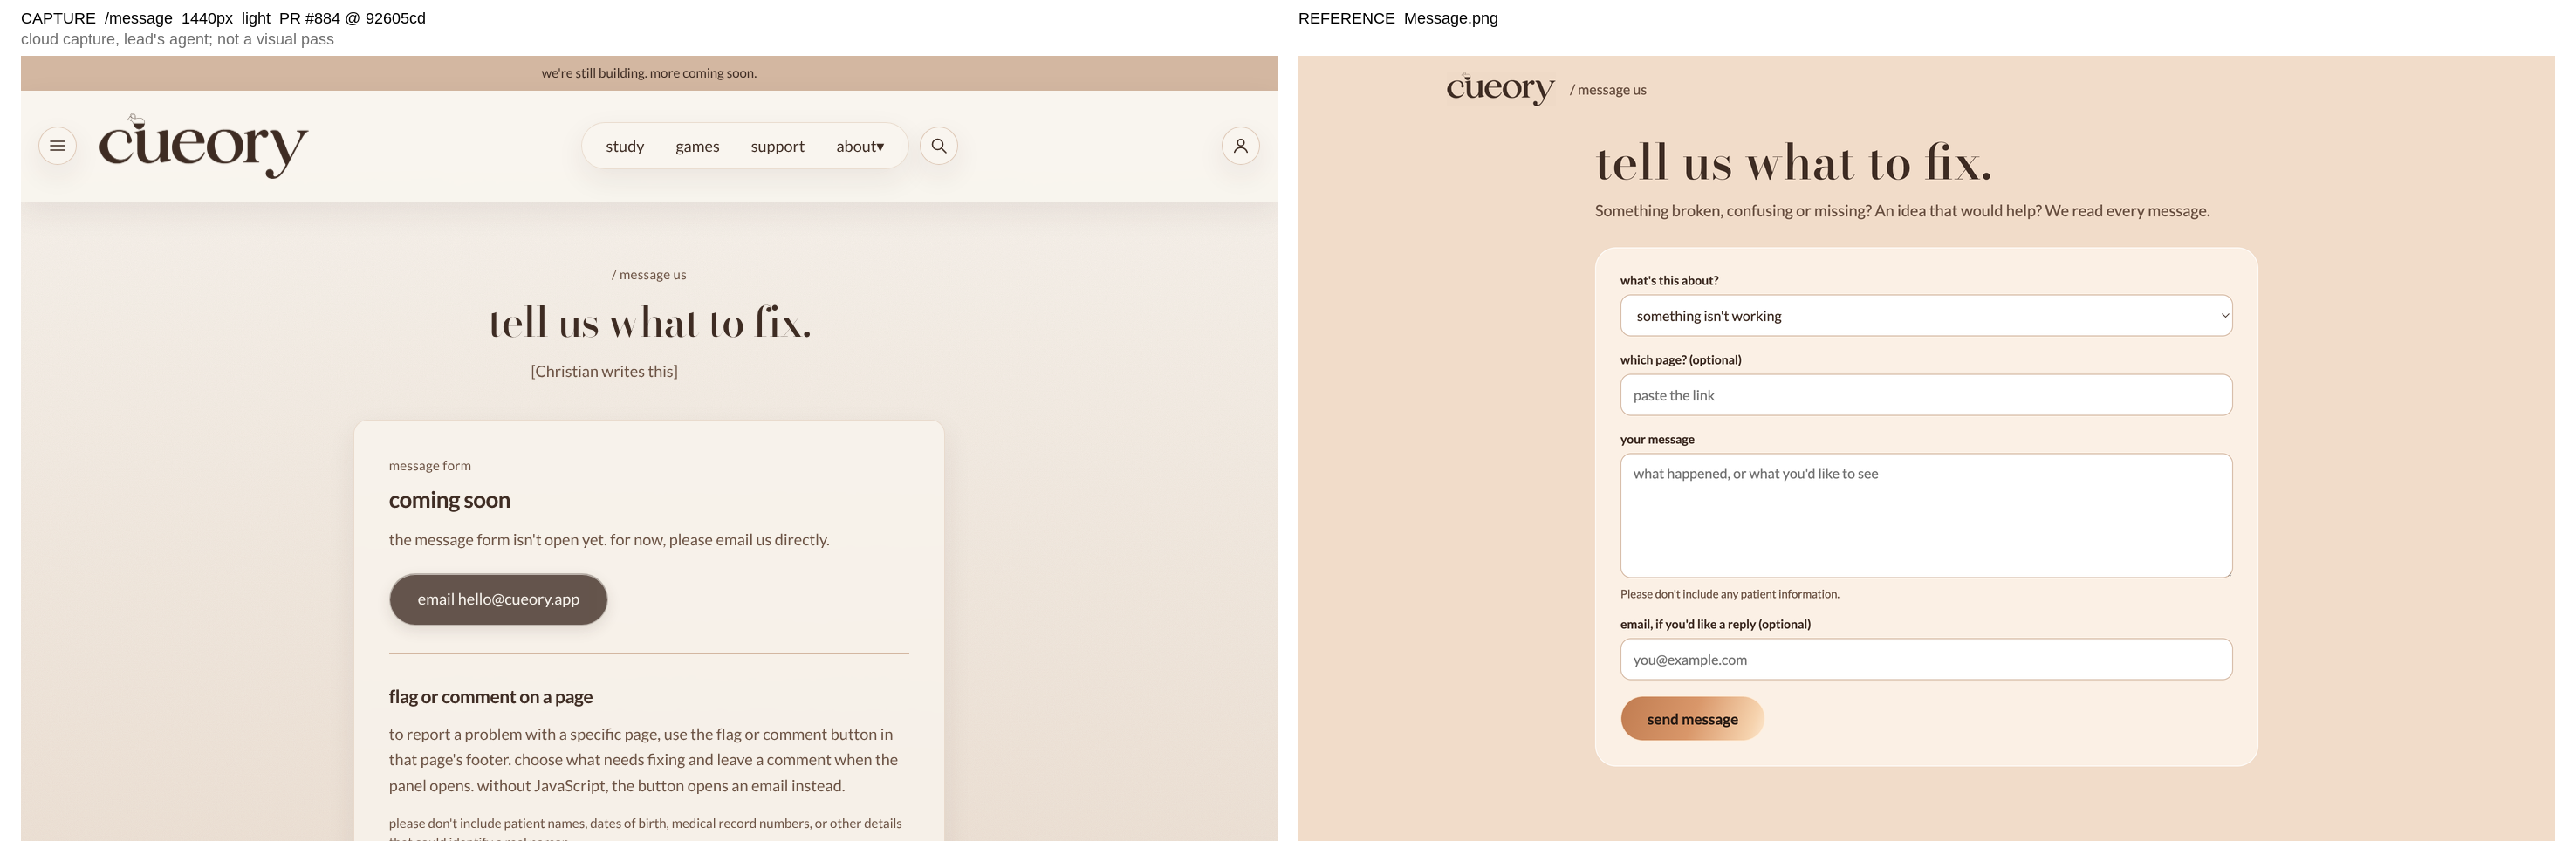 CAPTURE /message 1440px light PR #884 @ 92605cd
cloud capture, lead's agent; not a visual pass
we're still building. more coming soon.
cueory
study games support about▾
/ message us
tell us what to fix.
[Christian writes this]
message form
coming soon
the message form isn't open yet. for now, please email us directly.
email hello@cueory.app
flag or comment on a page
to report a problem with a specific page, use the flag or comment button in
that page's footer. choose what needs fixing and leave a comment when the
panel opens. without JavaScript, the button opens an email instead.
please don't include patient names, dates of birth, medical record numbers, or other details
REFERENCE Message.png
cueory / message us
tell us what to fix.
Something broken, confusing or missing? An idea that would help? We read every message.
what's this about?
something isn't working
which page? (optional)
paste the link
your message
what happened, or what you'd like to see
Please don't include any patient information.
email, if you'd like a reply (optional)
you@example.com
send message